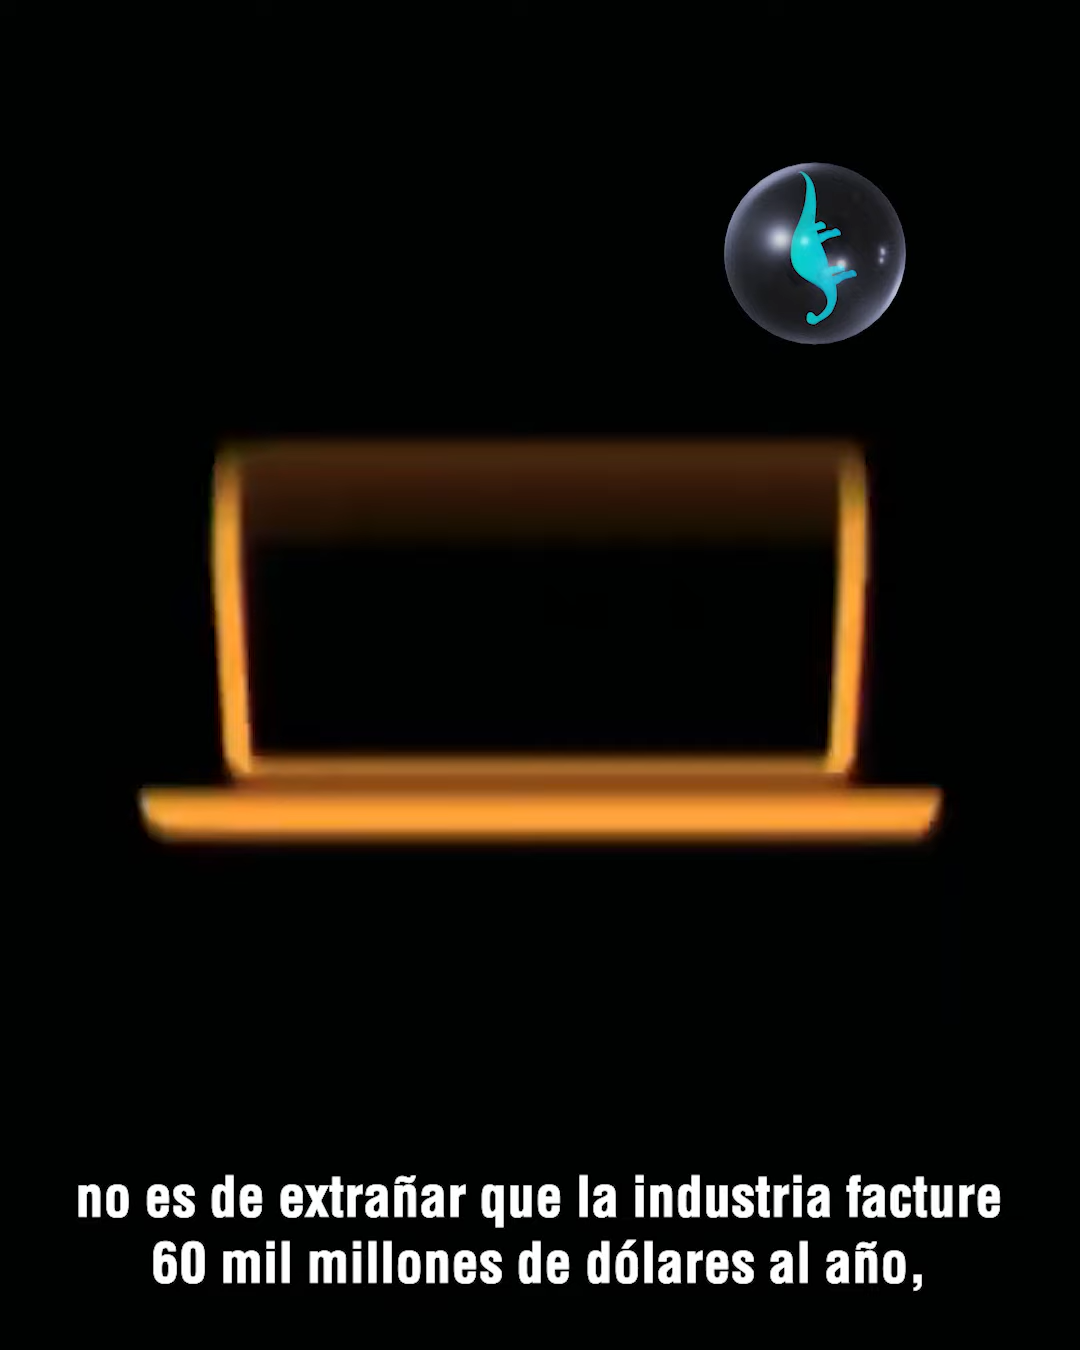 no es de extrañar que la industria facture
60 mil millones de dólares al año,